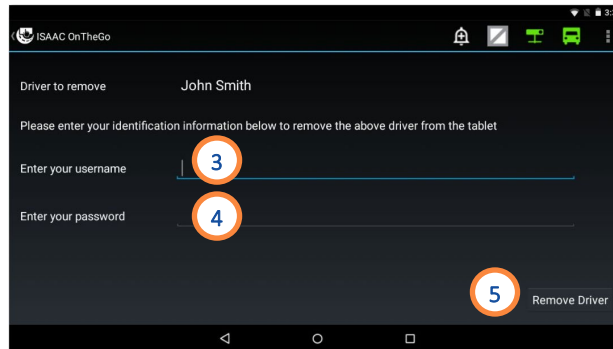 3:
ISAAC OnTheGo
Driver to remove John Smith
Please enter your identification information below to remove the above driver from the tablet
Enter your username 3
Enter your password 4
5 Remove Driver